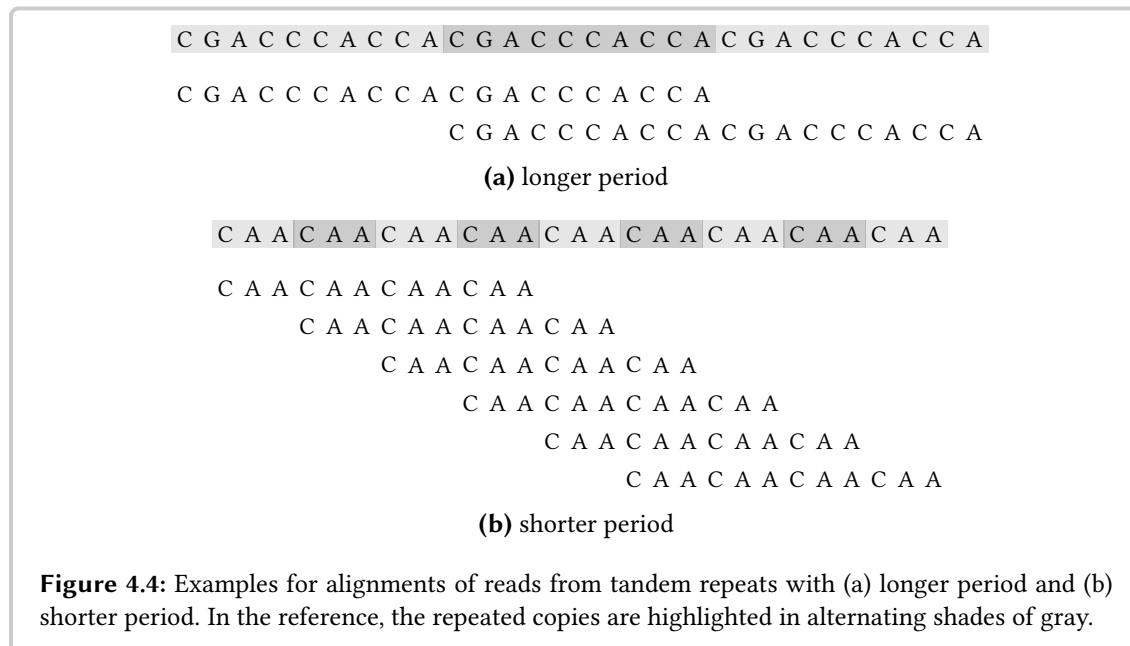 C G A C C C A C C A C G A C C C A C C A C G A C C C A C C A
C G A C C C A C C A C G A C C C A C C A
C G A C C C A C C A C G A C C C A C C A
(a) longer period
C A A C A A C A A C A A C A A C A A C A A C A A C A A
C A A C A A C A A C A A
C A A C A A C A A C A A
C A A C A A C A A C A A
C A A C A A C A A C A A
C A A C A A C A A C A A
C A A C A A C A A C A A
(b) shorter period
Figure 4.4: Examples for alignments of reads from tandem repeats with (a) longer period and (b)
shorter period. In the reference, the repeated copies are highlighted in alternating shades of gray.